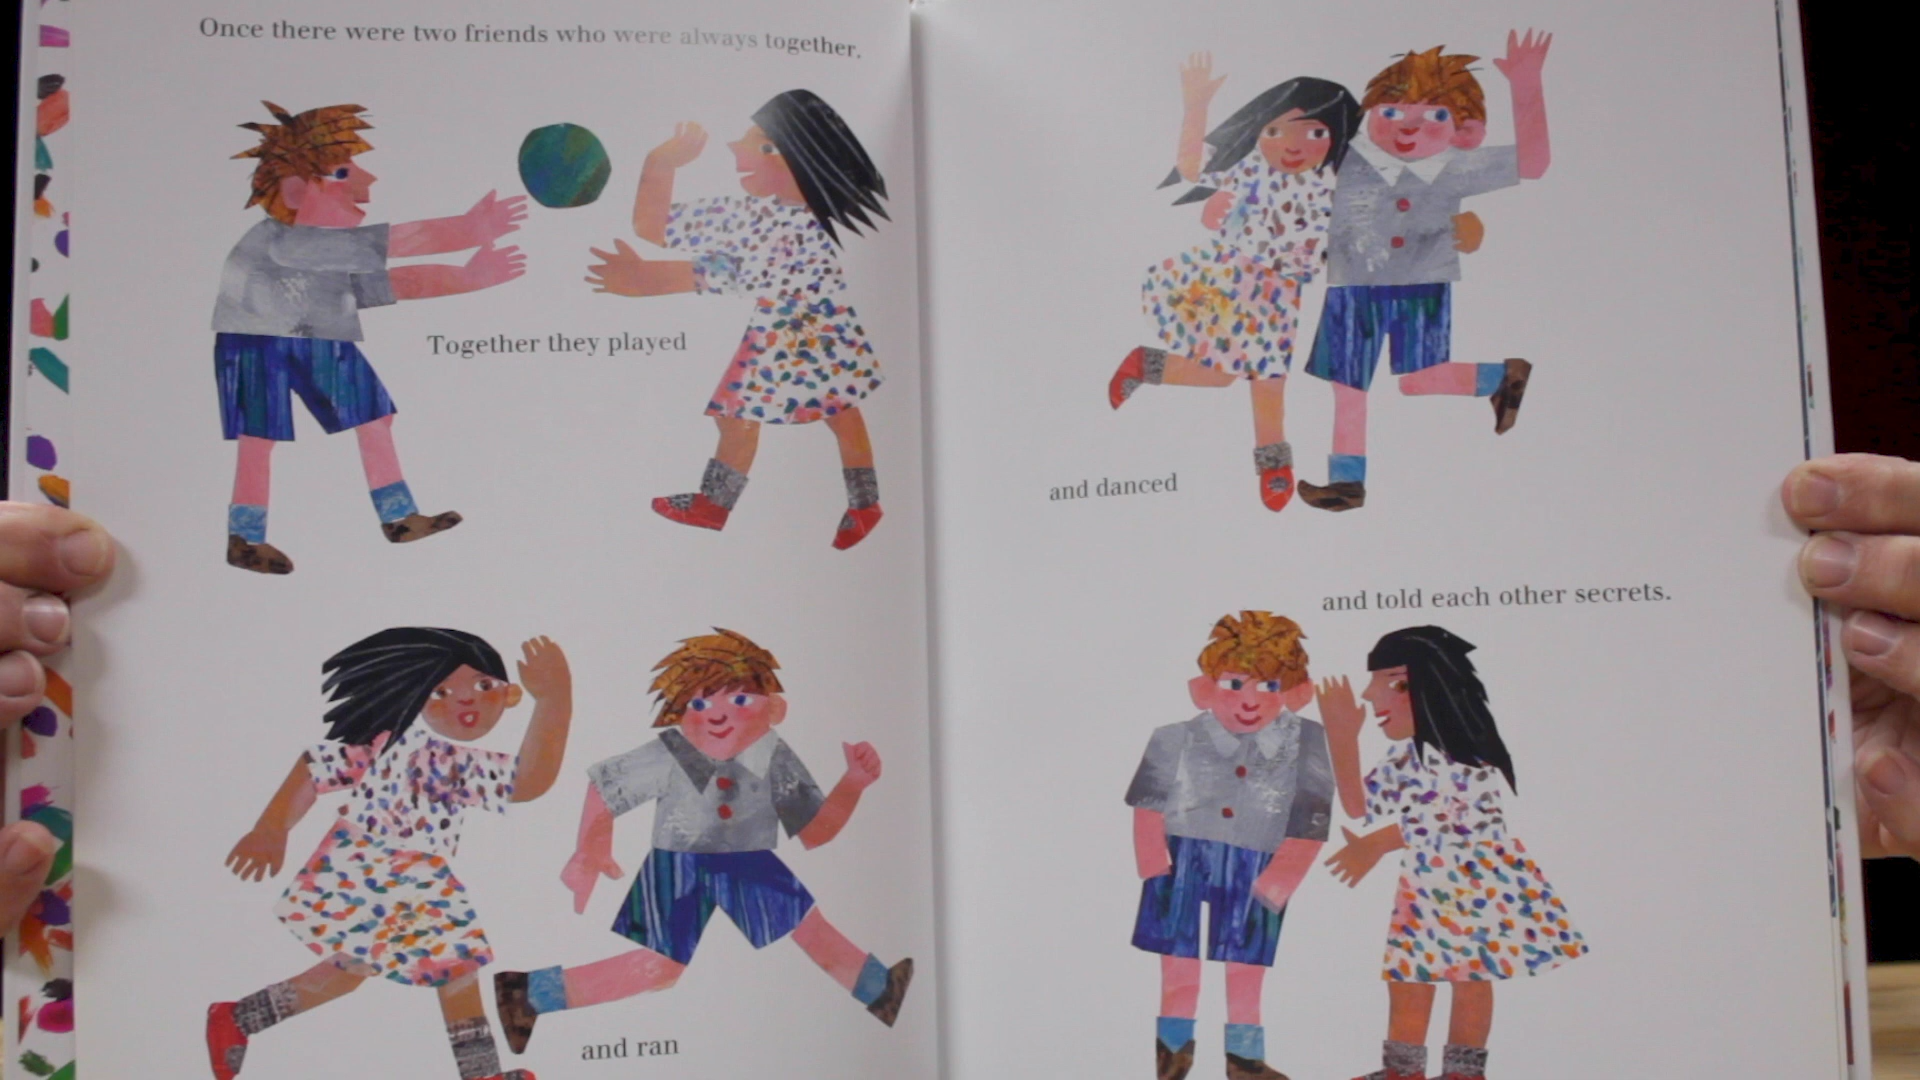 Once there were two friends who were always together.
Together they played
and ran
and danced
and told each other secrets.